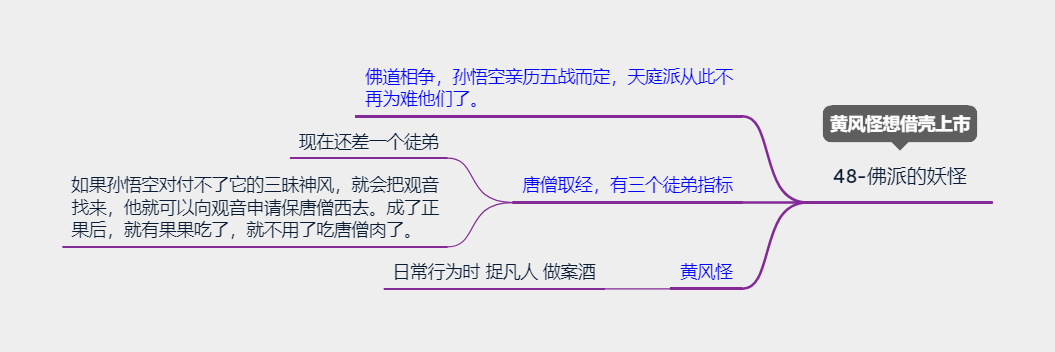 黄风怪想借壳上市
48-佛派的妖怪
佛道相争，孙悟空亲历五战而定，天庭派从此不
再为难他们了。
唐僧取经，有三个徒弟指标
现在还差一个徒弟
如果孙悟空对付不了它的三昧神风，就会把观音
找来，他就可以向观音申请保唐僧西去。成了正
果后，就有果果吃了，就不用了吃唐僧肉了。
黄风怪
日常行为时 捉凡人 做案酒